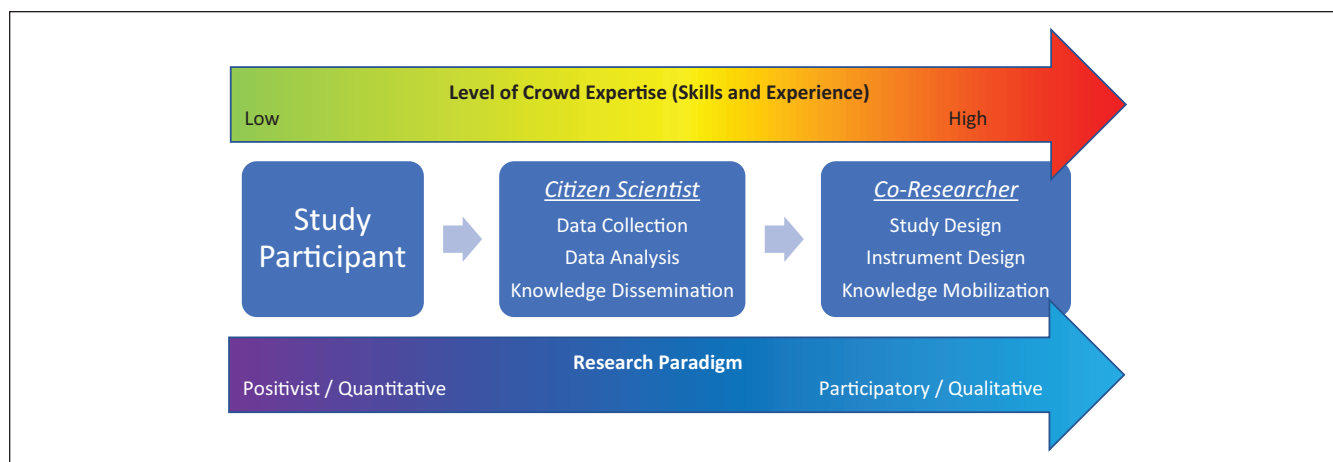 Level of Crowd Expertise (Skills and Experience)
Low
High
Study
Participant
Citizen Scientist
Data Collection
Data Analysis
Knowledge Dissemination
Co-Researcher
Study Design
Instrument Design
Knowledge Mobilization
Research Paradigm
Positivist / Quantitative
Participatory / Qualitative